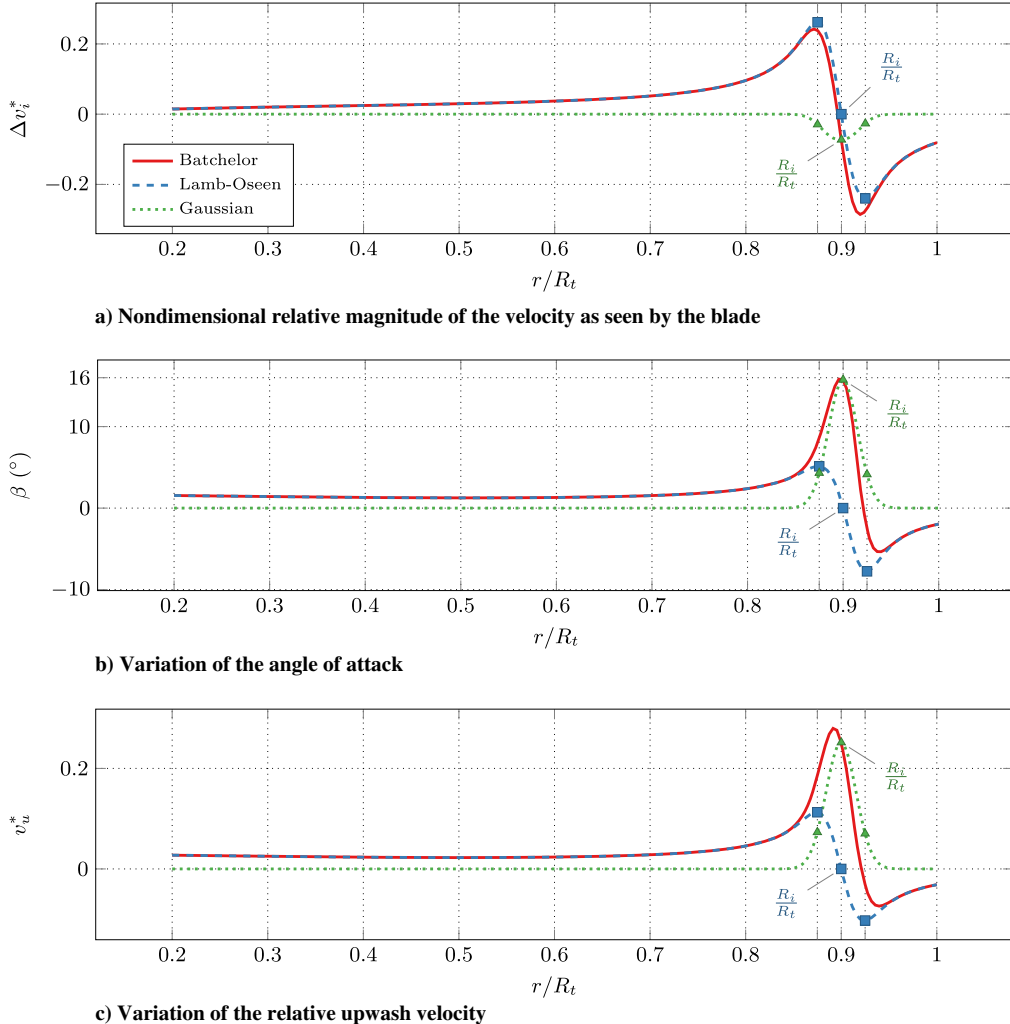 0.2
0
−0.2
Δv_i^*
R_i/R_t
R_i/R_t
Batchelor
Lamb-Oseen
Gaussian
0.2 0.3 0.4 0.5 0.6 0.7 0.8 0.9 1
r/R_t
a) Nondimensional relative magnitude of the velocity as seen by the blade
16
10
0
−10
β (°)
R_i/R_t
R_i/R_t
0.2 0.3 0.4 0.5 0.6 0.7 0.8 0.9 1
r/R_t
b) Variation of the angle of attack
0.2
0
v_u^*
R_i/R_t
R_i/R_t
0.2 0.3 0.4 0.5 0.6 0.7 0.8 0.9 1
r/R_t
c) Variation of the relative upwash velocity